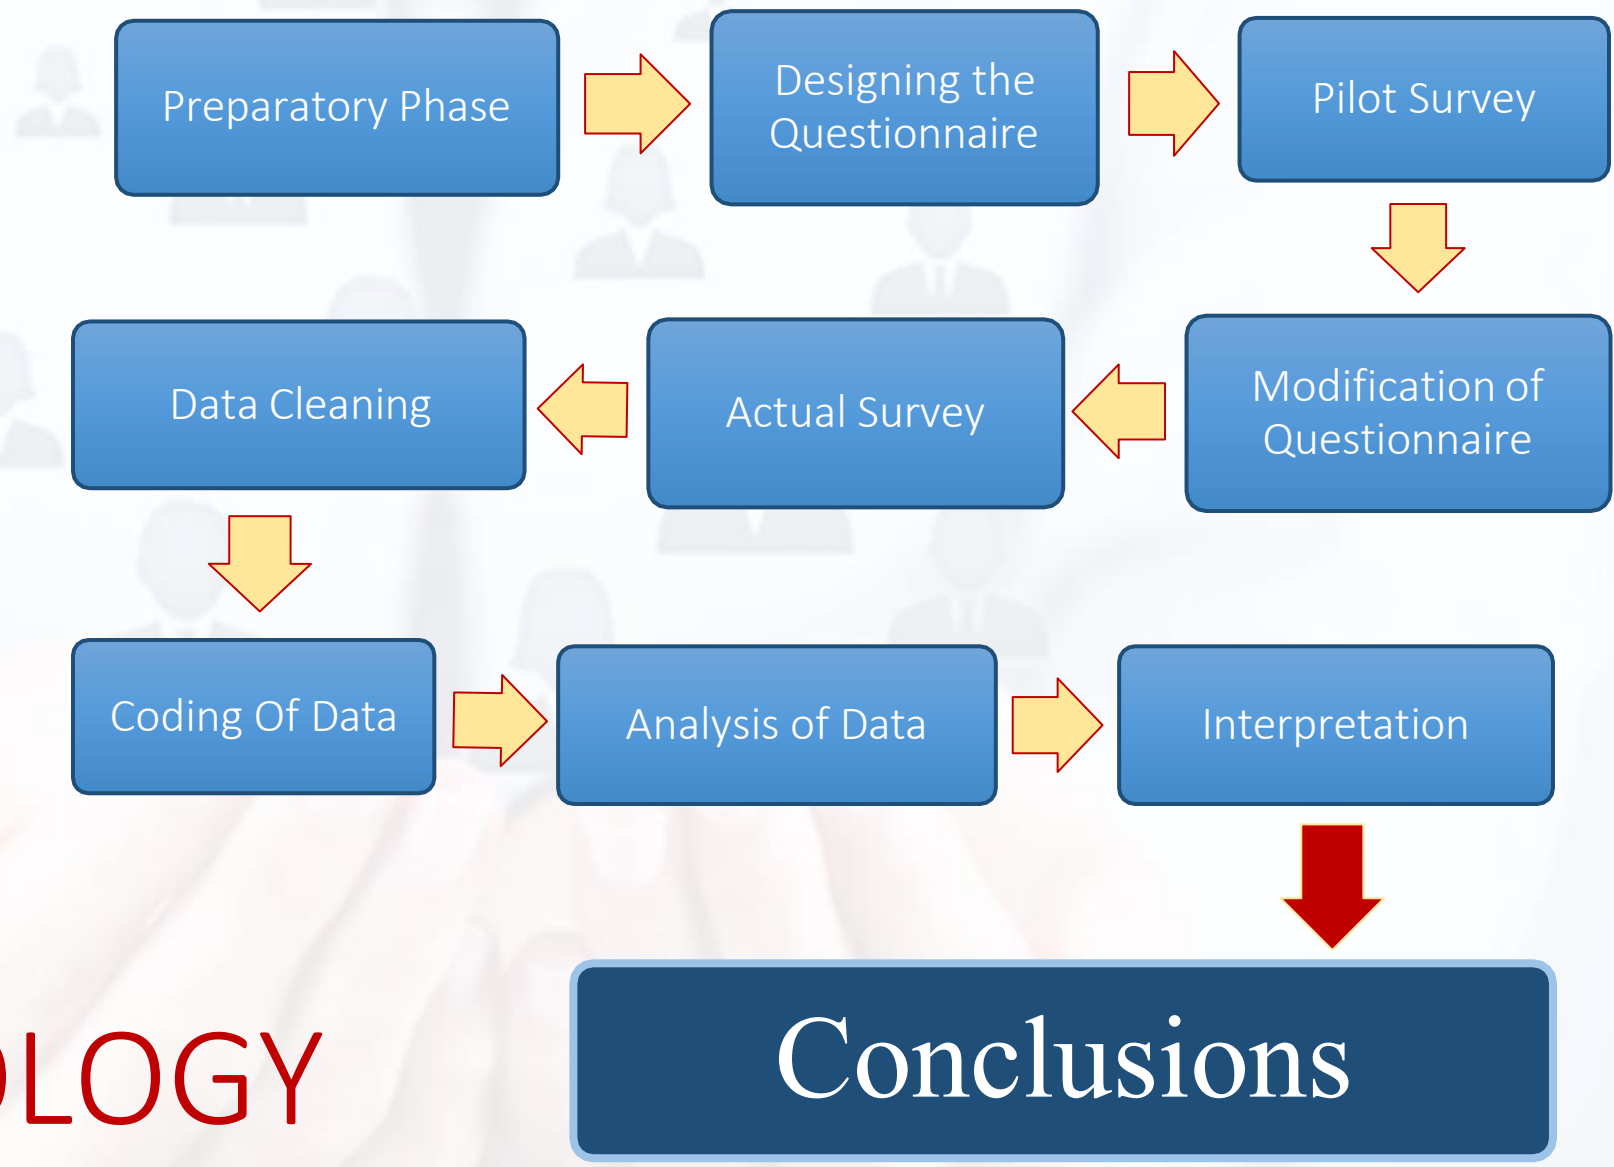 Preparatory Phase
Designing the
Questionnaire
Pilot Survey
Modification of
Questionnaire
Actual Survey
Data Cleaning
Coding Of Data
Analysis of Data
Interpretation
Conclusions
OLOGY